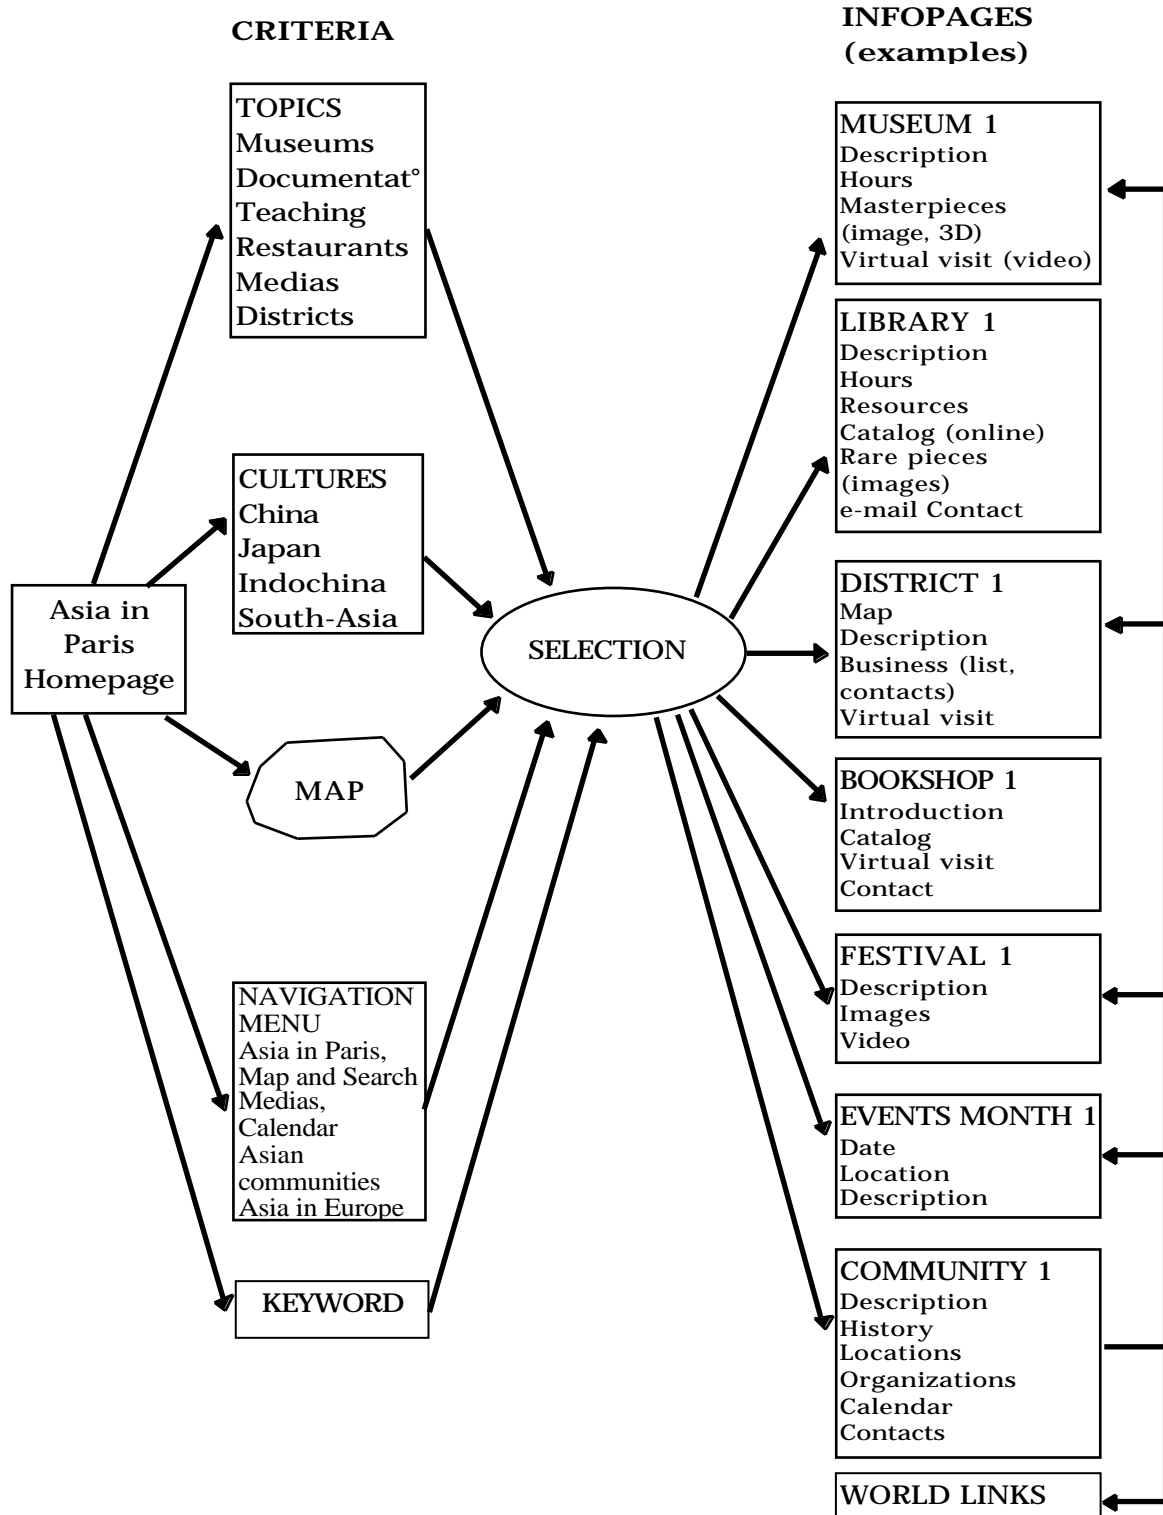 CRITERIA
INFOPAGES
(examples)
TOPICS
Museums
Documentat°
Teaching
Restaurants
Medias
Districts
CULTURES
China
Japan
Indochina
South-Asia
Asia in
Paris
Homepage
MAP
NAVIGATION
MENU
Asia in Paris,
Map and Search
Medias,
Calendar
Asian
communities
Asia in Europe
KEYWORD
SELECTION
MUSEUM 1
Description
Hours
Masterpieces
(image, 3D)
Virtual visit (video)
LIBRARY 1
Description
Hours
Resources
Catalog (online)
Rare pieces
(images)
e-mail Contact
DISTRICT 1
Map
Description
Business (list,
contacts)
Virtual visit
BOOKSHOP 1
Introduction
Catalog
Virtual visit
Contact
FESTIVAL 1
Description
Images
Video
EVENTS MONTH 1
Date
Location
Description
COMMUNITY 1
Description
History
Locations
Organizations
Calendar
Contacts
WORLD LINKS